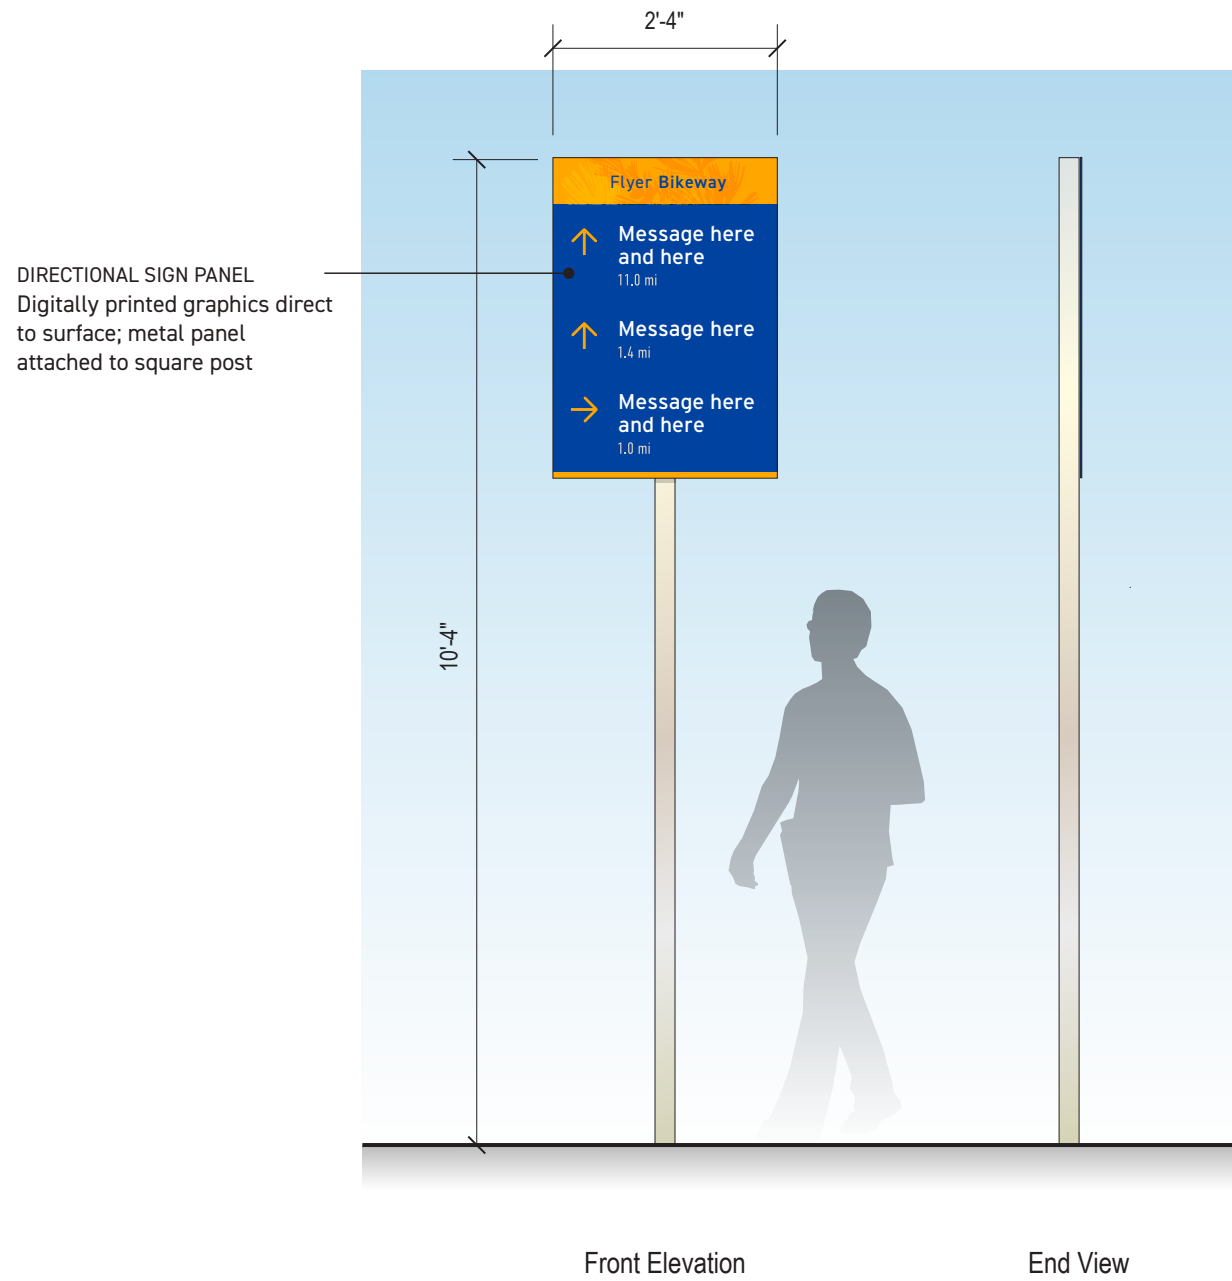 2'-4"
Flyer Bikeway
Message here
and here
11.0 mi
Message here
1.4 mi
Message here
and here
1.0 mi
DIRECTIONAL SIGN PANEL
Digitally printed graphics direct
to surface; metal panel
attached to square post
10'-4"
Front Elevation
End View